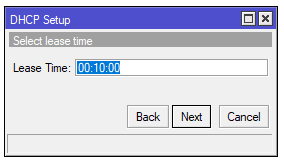 DHCP Setup
Select lease time
Lease Time: 00:10:00
Back Next Cancel